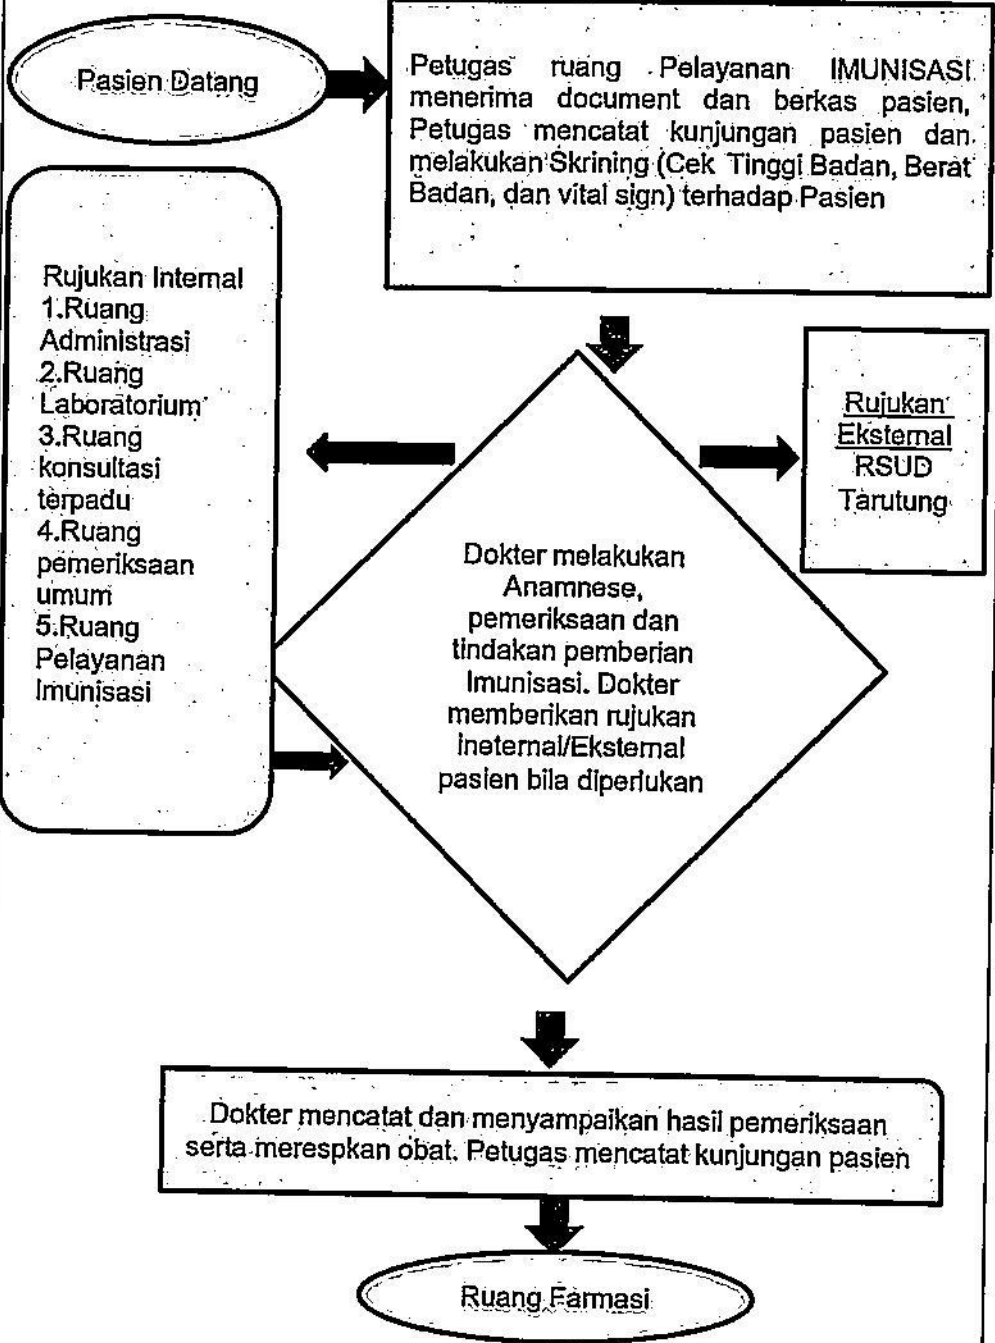 Pasien Datang
Petugas ruang Pelayanan IMUNISASI
menerima document dan berkas pasien,
Petugas mencatat kunjungan pasien dan
melakukan Skrining (Cek Tinggi Badan, Berat
Badan, dan vital sign) terhadap Pasien
Rujukan Internal
1.Ruang
Administrasi
2.Ruang
Laboratorium
3.Ruang
konsultasi
terpadu
4.Ruang
pemeriksaan
umum
5.Ruang
Pelayanan
Imunisasi
Rujukan
Eksternal
RSUD
Tarutung
Dokter melakukan
Anamnese,
pemeriksaan dan
tindakan pemberian
Imunisasi. Dokter
memberikan rujukan
ineternal/Eksternal
pasien bila diperlukan
Dokter mencatat dan menyampaikan hasil pemeriksaan
serta merespkan obat. Petugas mencatat kunjungan pasien
Ruang Farmasi